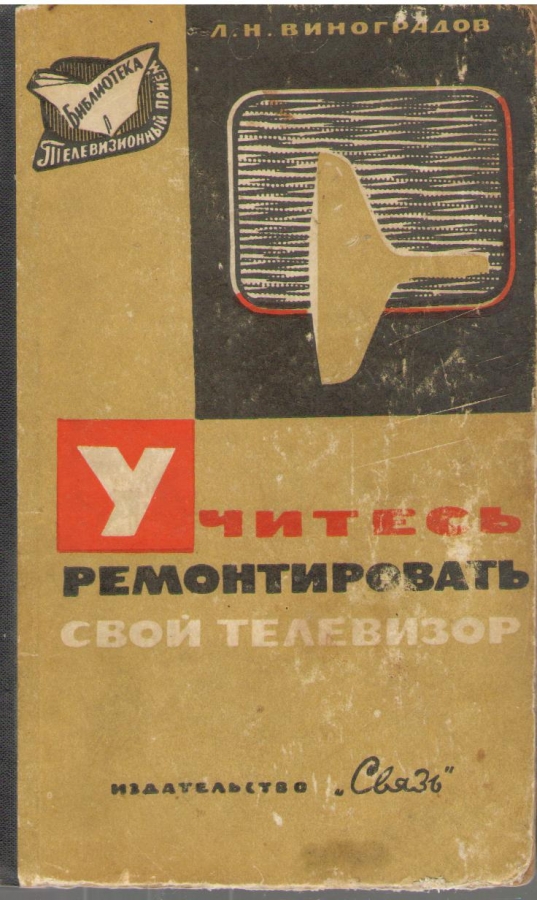 Л.Н. ВИНОГРАДОВ
БИБЛИОТЕКА
ТЕЛЕВИЗИОННЫЙ ПРИЕМ
УЧИТЕСЬ
РЕМОНТИРОВАТЬ
СВОЙ ТЕЛЕВИЗОР
ИЗДАТЕЛЬСТВО „Связь"